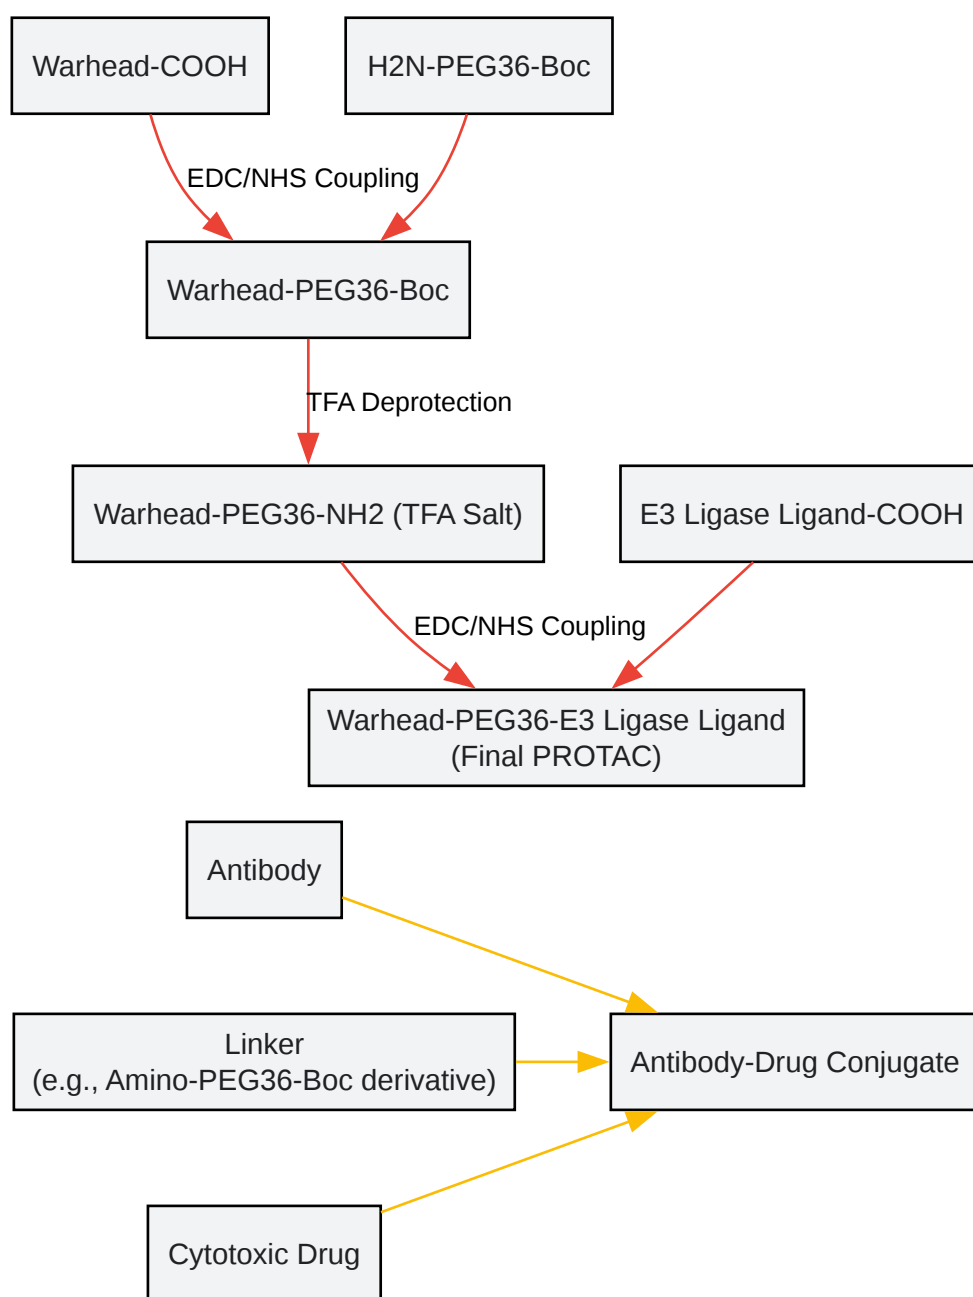 Warhead-COOH
H2N-PEG36-Boc
EDC/NHS Coupling
Warhead-PEG36-Boc
TFA Deprotection
Warhead-PEG36-NH2 (TFA Salt)
E3 Ligase Ligand-COOH
EDC/NHS Coupling
Warhead-PEG36-E3 Ligase Ligand
(Final PROTAC)
Antibody
Linker
(e.g., Amino-PEG36-Boc derivative)
Antibody-Drug Conjugate
Cytotoxic Drug